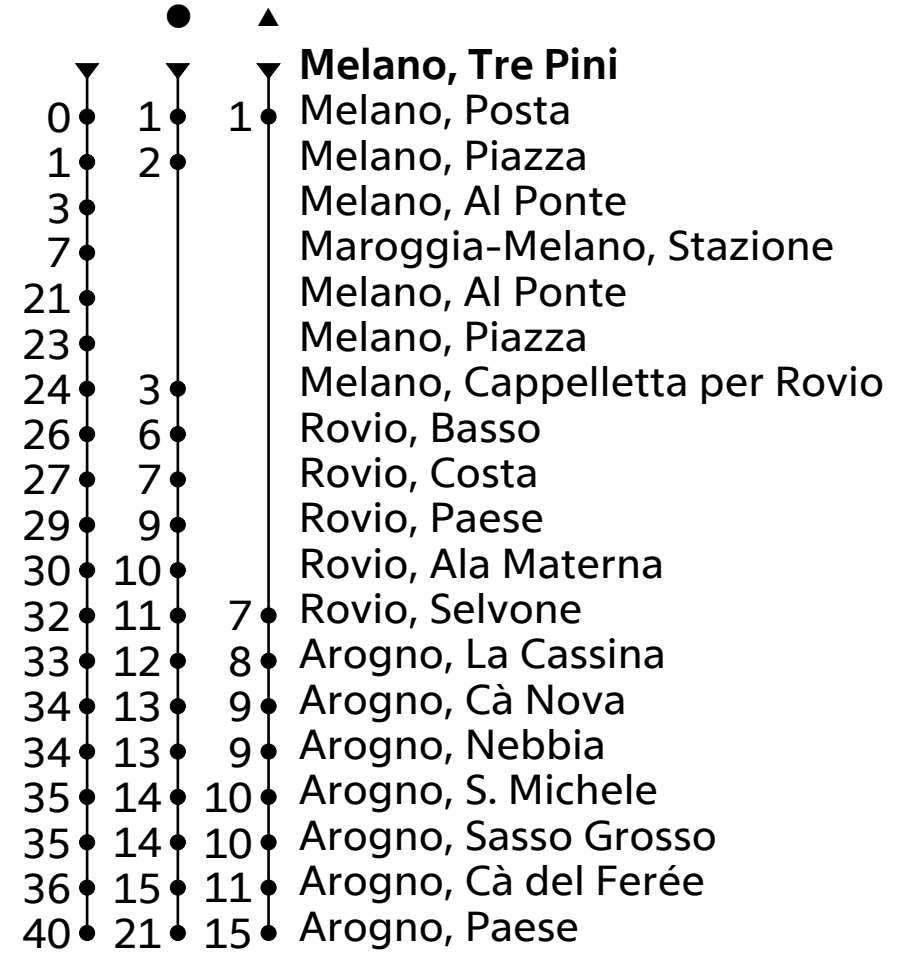 ● ▲
Melano, Tre Pini
0 1 1 Melano, Posta
1 2 Melano, Piazza
3 Melano, Al Ponte
7 Maroggia-Melano, Stazione
21 Melano, Al Ponte
23 Melano, Piazza
24 3 Melano, Cappelletta per Rovio
26 6 Rovio, Basso
27 7 Rovio, Costa
29 9 Rovio, Paese
30 10 Rovio, Ala Materna
32 11 7 Rovio, Selvone
33 12 8 Arogno, La Cassina
34 13 9 Arogno, Cà Nova
34 13 9 Arogno, Nebbia
35 14 10 Arogno, S. Michele
35 14 10 Arogno, Sasso Grosso
36 15 11 Arogno, Cà del Ferée
40 21 15 Arogno, Paese